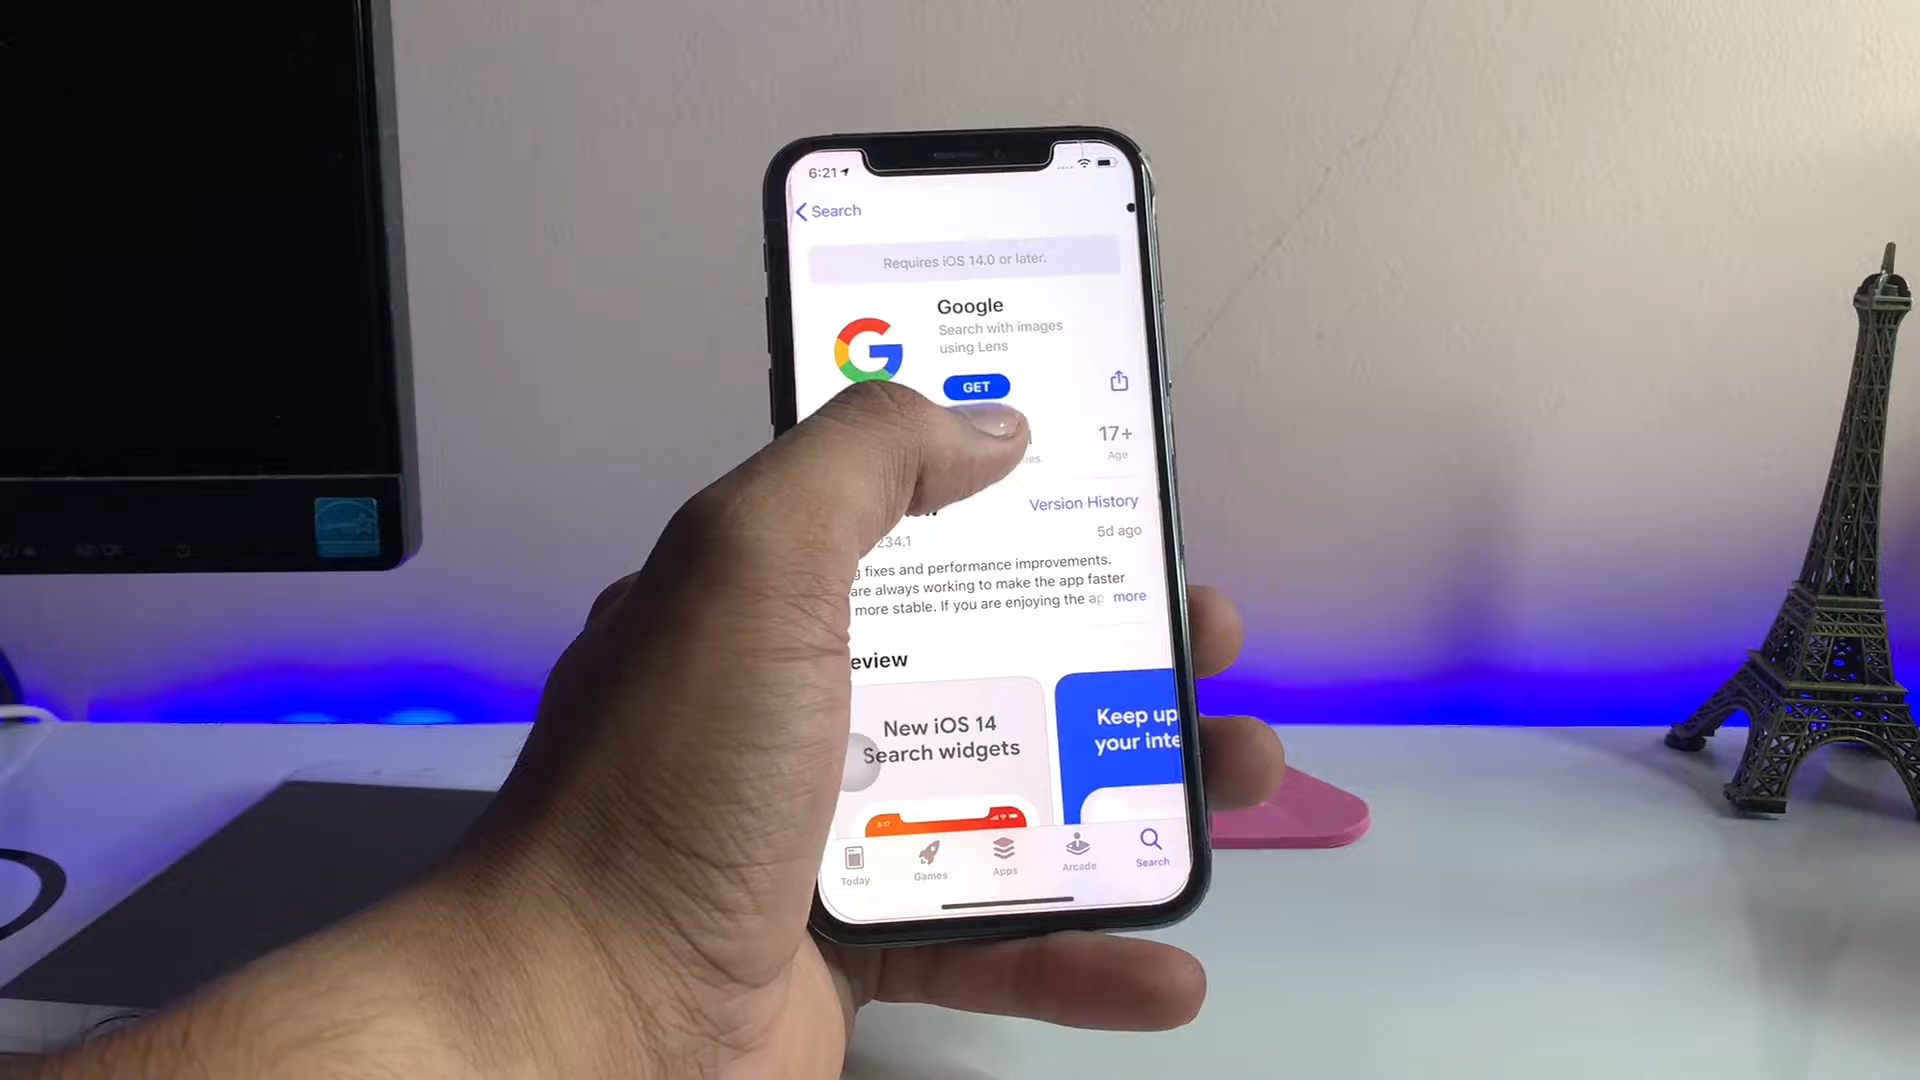 6:21
Search
Requires iOS 14.0 or later.
Google
Search with images
using Lens
GET
17+
Age
Version History
234.1
5d ago
fixes and performance improvements.
are always working to make the app faster
more stable. If you are enjoying the ap more
eview
New iOS 14
Search widgets
Keep up
your inte
8:17
Today
Games
Apps
Arcade
Search